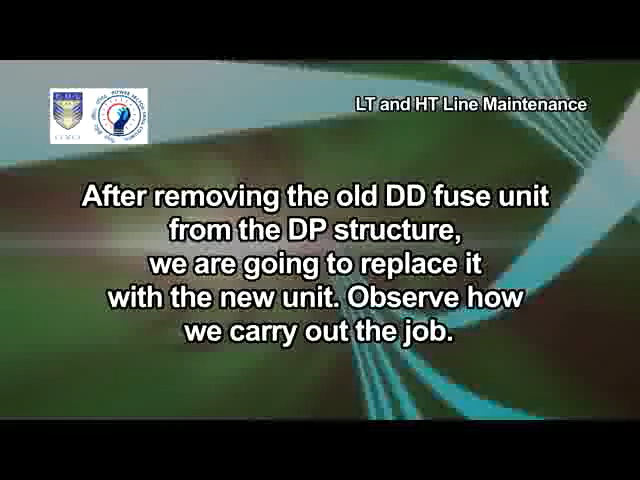 LT and HT Line Maintenance
After removing the old DD fuse unit
from the DP structure,
we are going to replace it
with the new unit. Observe how
we carry out the job.